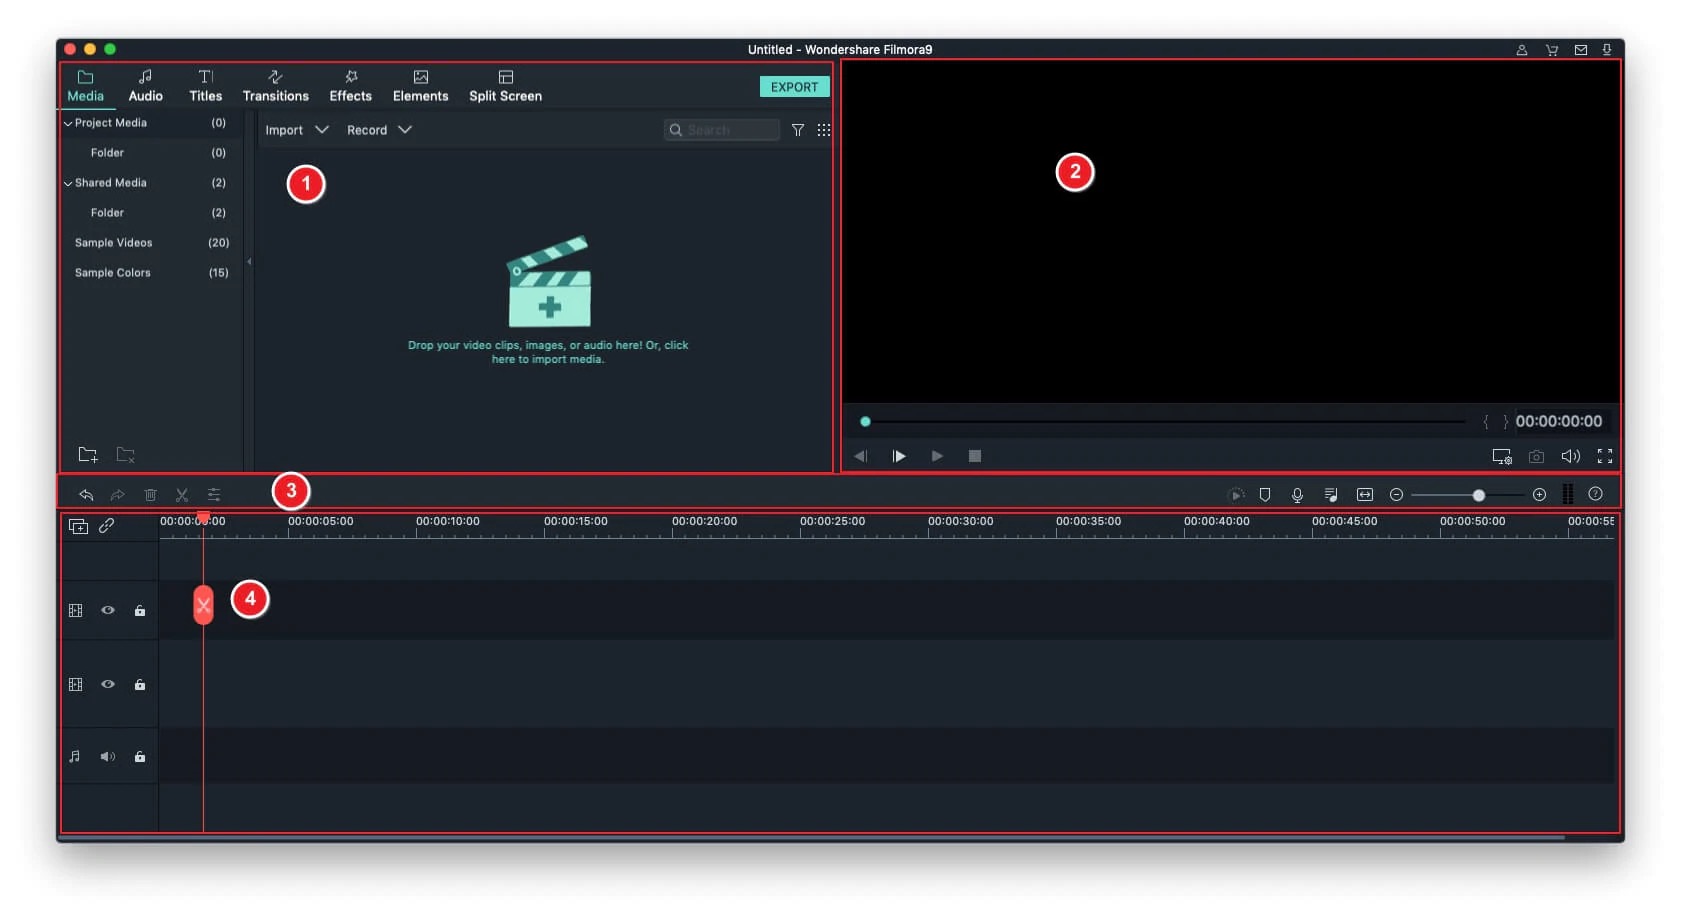 Untitled - Wondershare Filmora9
Media Audio Titles Transitions Effects Elements Split Screen EXPORT
Project Media (0)
Folder (0)
Shared Media (2)
Folder (2)
Sample Videos (20)
Sample Colors (15)
Import Record Search
1
Drop your video clips, images, or audio here! Or, click
here to import media.
2
{ } 00:00:00:00
3
00:00:00:00 00:00:05:00 00:00:10:00 00:00:15:00 00:00:20:00 00:00:25:00 00:00:30:00 00:00:35:00 00:00:40:00 00:00:45:00 00:00:50:00 00:00:55
4